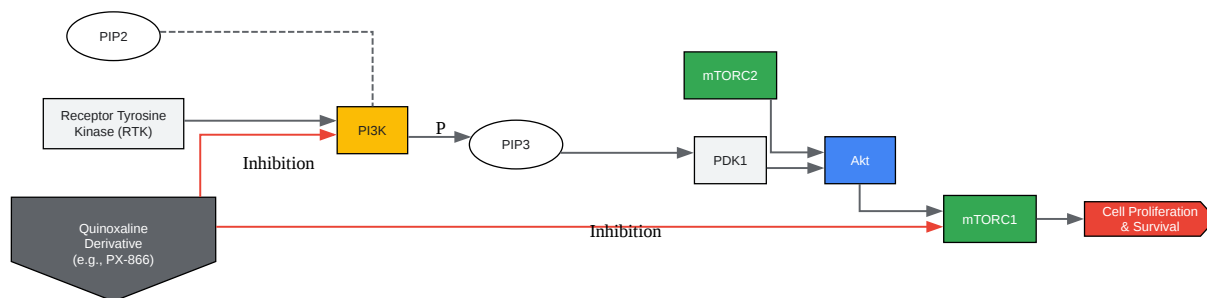 PIP2
mTORC2
Receptor Tyrosine
Kinase (RTK)
PI3K
P
PIP3
PDK1
Akt
Inhibition
Quinoxaline
Derivative
(e.g., PX-866)
Inhibition
mTORC1
Cell Proliferation
& Survival